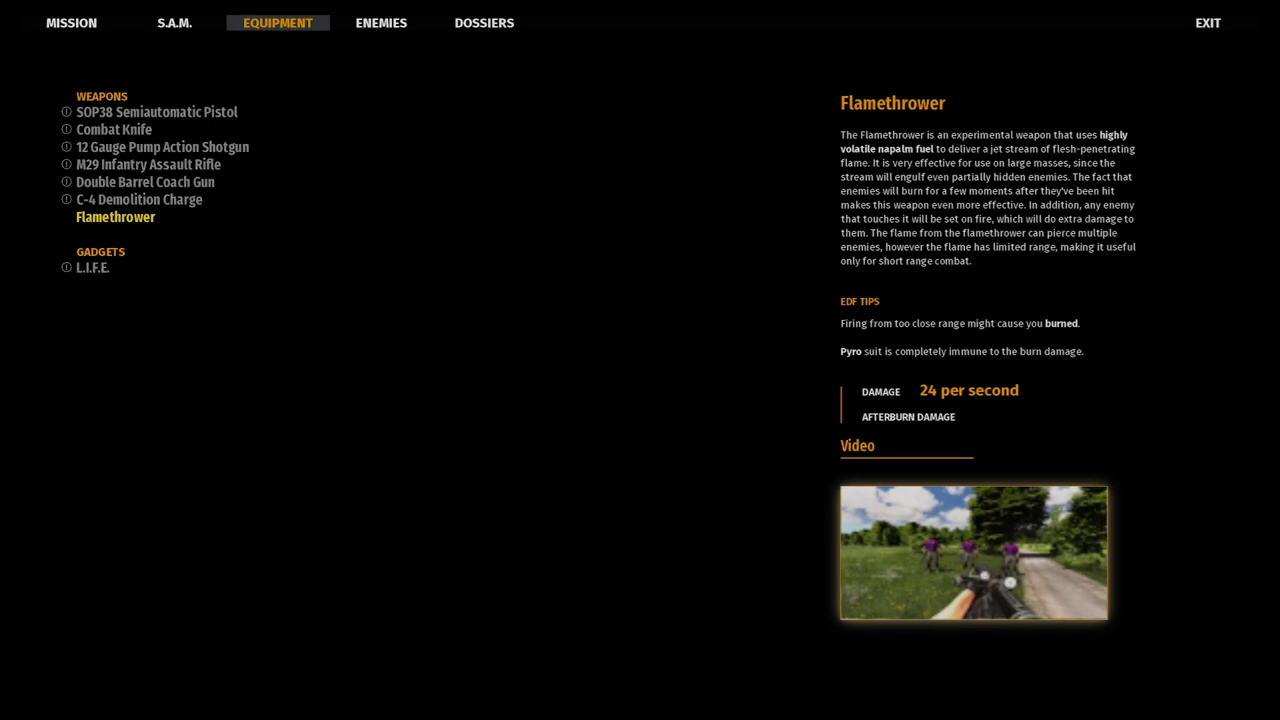 MISSION
S.A.M.
EQUIPMENT
ENEMIES
DOSSIERS
EXIT
WEAPONS
SOP38 Semiautomatic Pistol
Combat Knife
12 Gauge Pump Action Shotgun
M29 Infantry Assault Rifle
Double Barrel Coach Gun
C-4 Demolition Charge
Flamethrower
GADGETS
L.I.F.E.
Flamethrower
The Flamethrower is an experimental weapon that uses highly
volatile napalm fuel to deliver a jet stream of flesh-penetrating
flame. It is very effective for use on large masses, since the
stream will engulf even partially hidden enemies. The fact that
enemies will burn for a few moments after they've been hit
makes this weapon even more effective. In addition, any enemy
that touches it will be set on fire, which will do extra damage to
them. The flame from the flamethrower can pierce multiple
enemies, however the flame has limited range, making it useful
only for short range combat.
EDF TIPS
Firing from too close range might cause you burned.
Pyro suit is completely immune to the burn damage.
DAMAGE 24 per second
AFTERBURN DAMAGE
Video